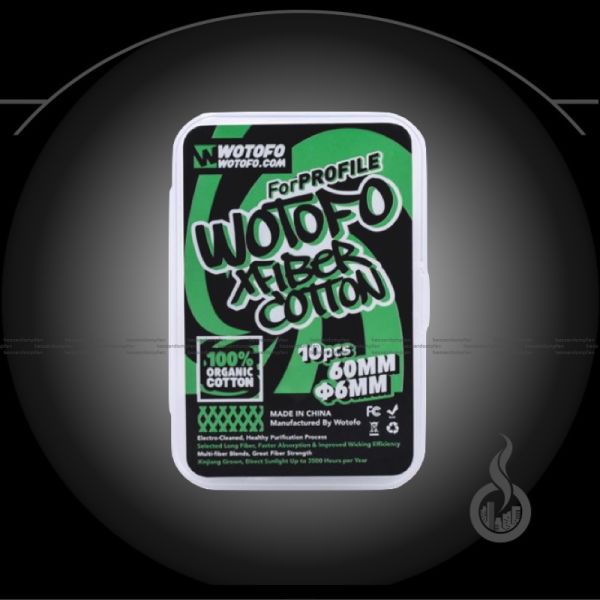 WOTOFO
WOTOFO.COM
For PROFILE
WOTOFO
XFIBER
COTTON
100%
ORGANIC
COTTON
10pcs
60MM
Φ6MM
MADE IN CHINA
Manufactured By Wotofo
FC
Electro-Cleaned, Healthy Purification Process
Selected Long Fiber, Faster Absorption & Improved Wicking Efficiency
Multi-fiber Blends, Great Fiber Strength
Xinjiang Grown, Direct Sunlight Up to 3500 Hours per Year